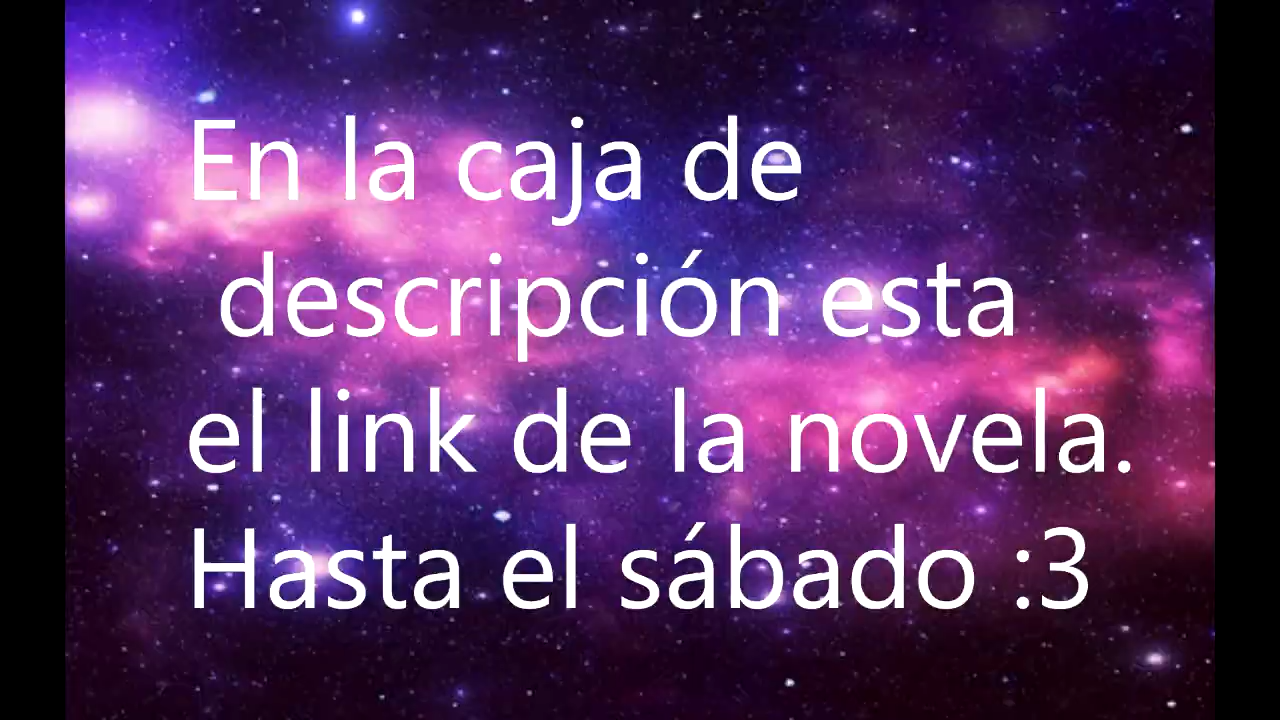 En la caja de
descripción esta
el link de la novela.
Hasta el sábado :3